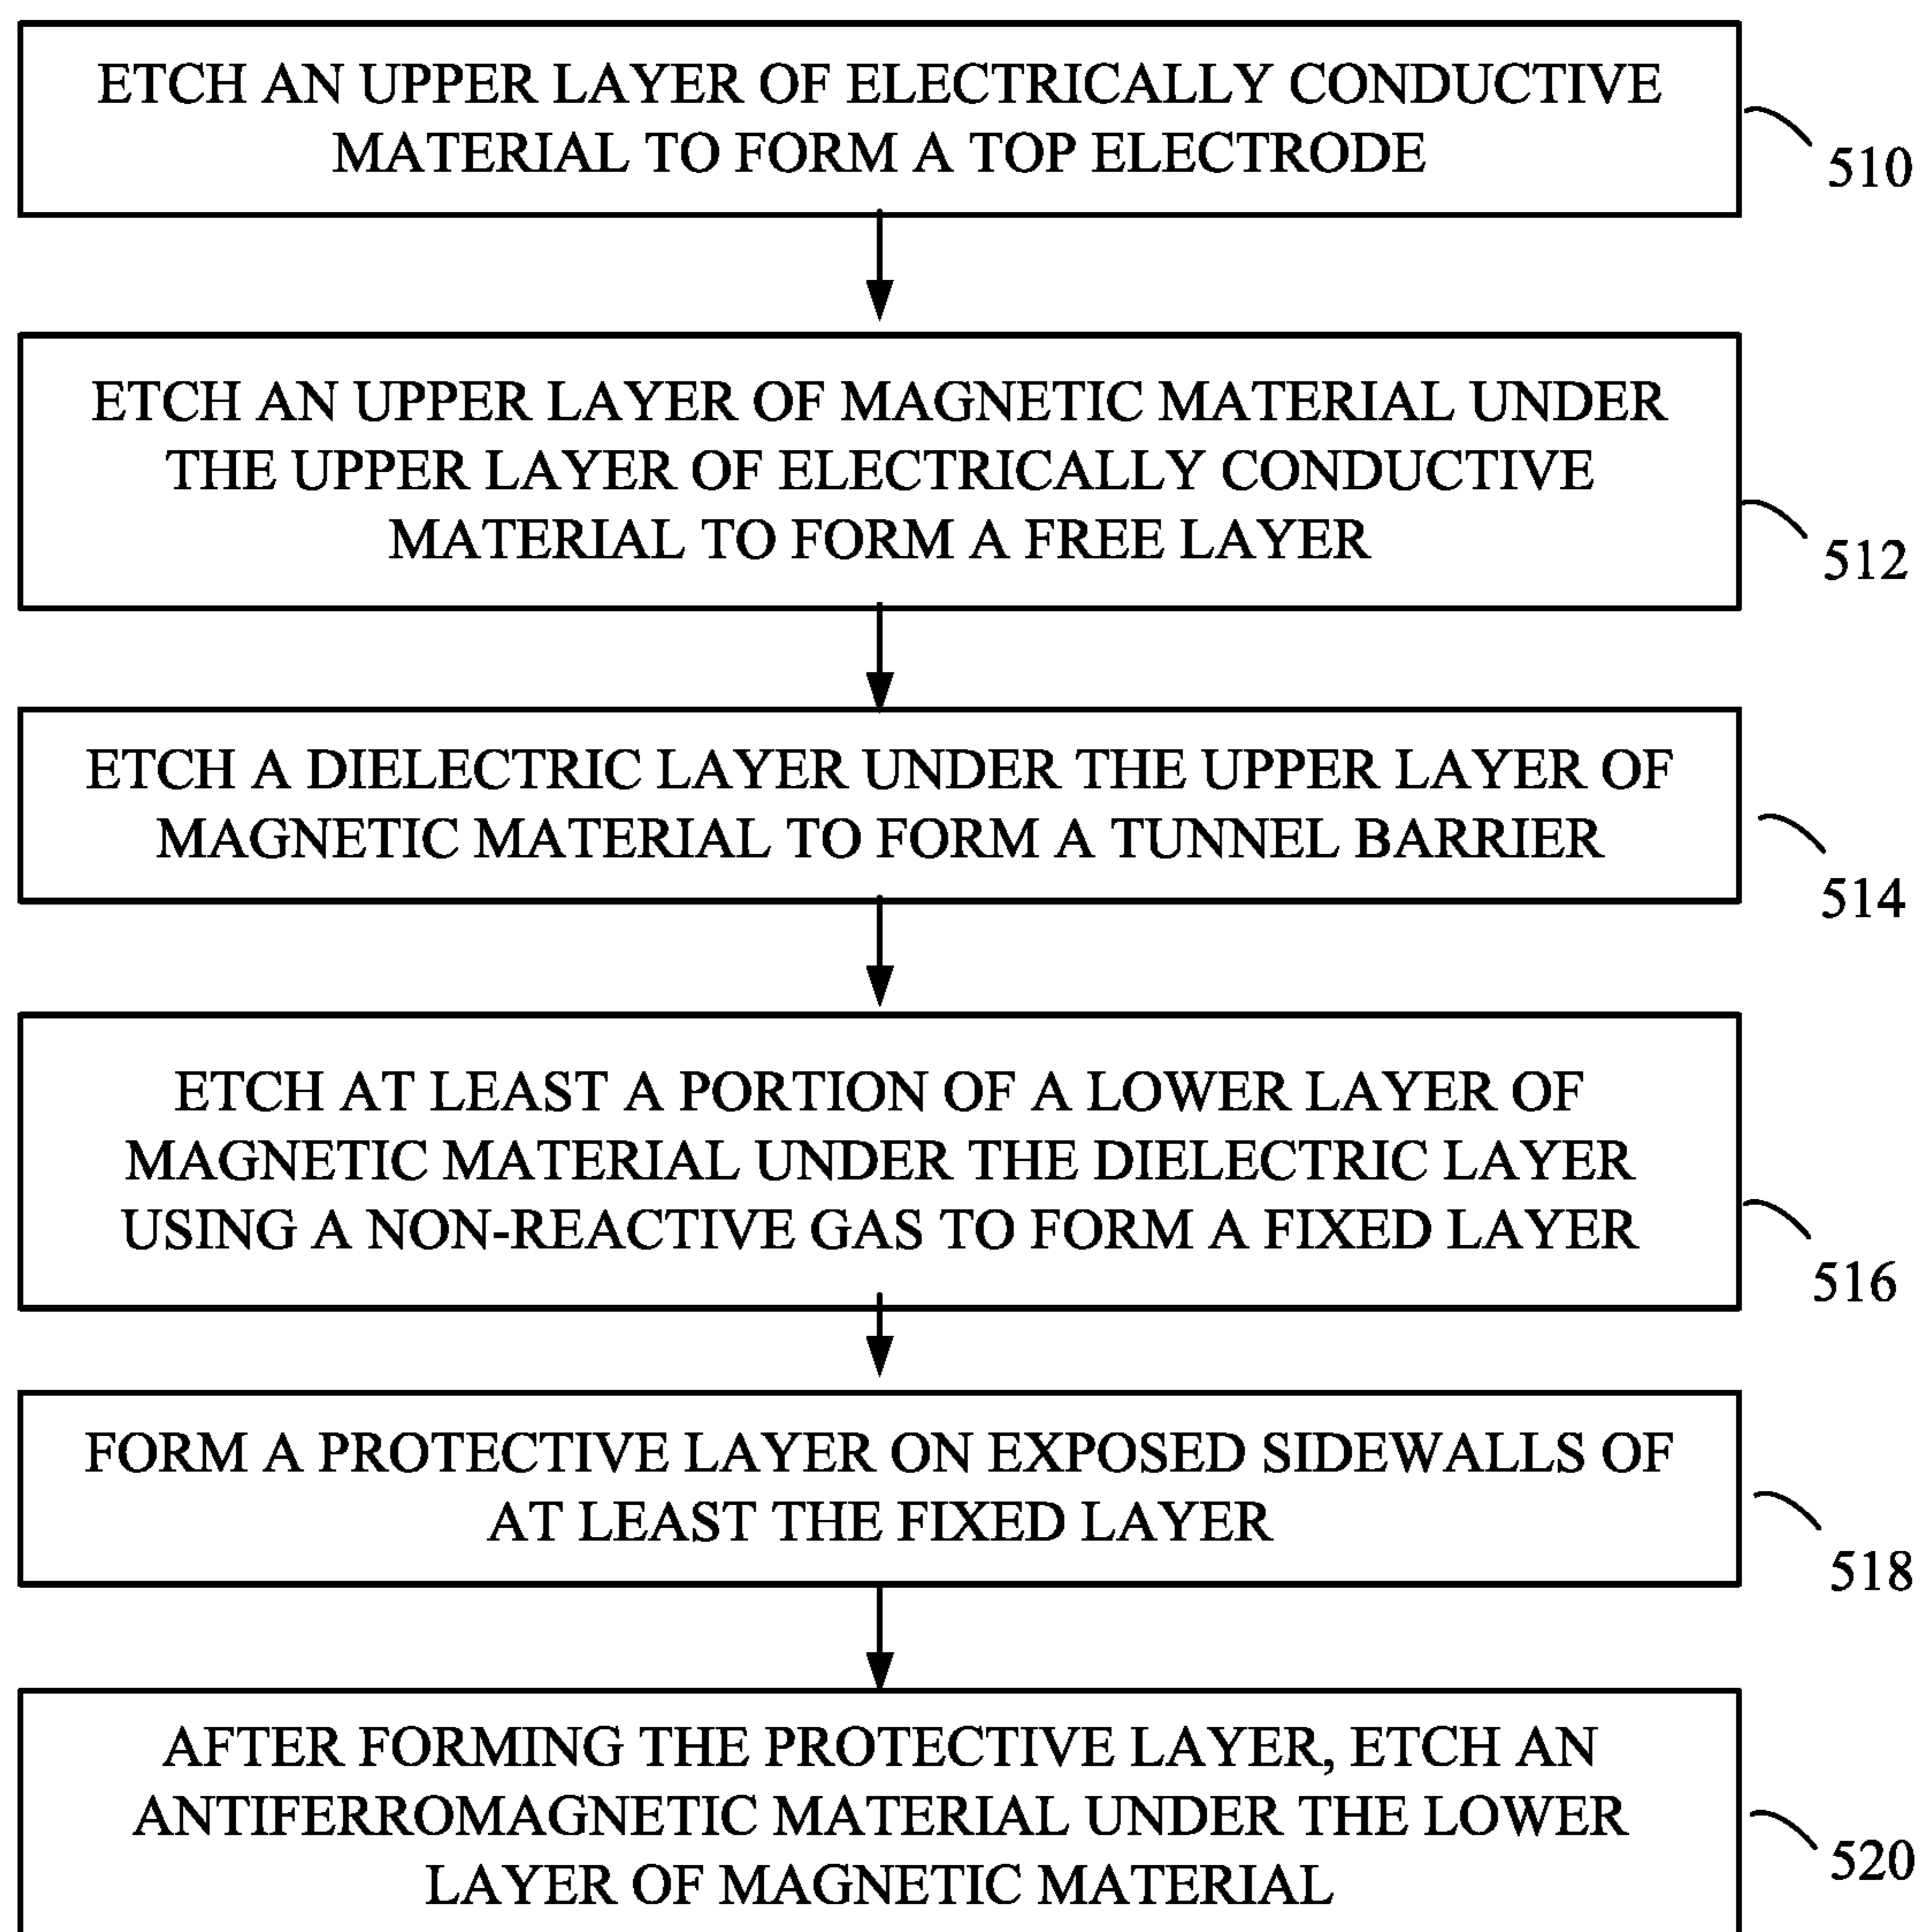 ETCH AN UPPER LAYER OF ELECTRICALLY CONDUCTIVE
MATERIAL TO FORM A TOP ELECTRODE
510
ETCH AN UPPER LAYER OF MAGNETIC MATERIAL UNDER
THE UPPER LAYER OF ELECTRICALLY CONDUCTIVE
MATERIAL TO FORM A FREE LAYER
512
ETCH A DIELECTRIC LAYER UNDER THE UPPER LAYER OF
MAGNETIC MATERIAL TO FORM A TUNNEL BARRIER
514
ETCH AT LEAST A PORTION OF A LOWER LAYER OF
MAGNETIC MATERIAL UNDER THE DIELECTRIC LAYER
USING A NON-REACTIVE GAS TO FORM A FIXED LAYER
516
FORM A PROTECTIVE LAYER ON EXPOSED SIDEWALLS OF
AT LEAST THE FIXED LAYER
518
AFTER FORMING THE PROTECTIVE LAYER, ETCH AN
ANTIFERROMAGNETIC MATERIAL UNDER THE LOWER
LAYER OF MAGNETIC MATERIAL
520